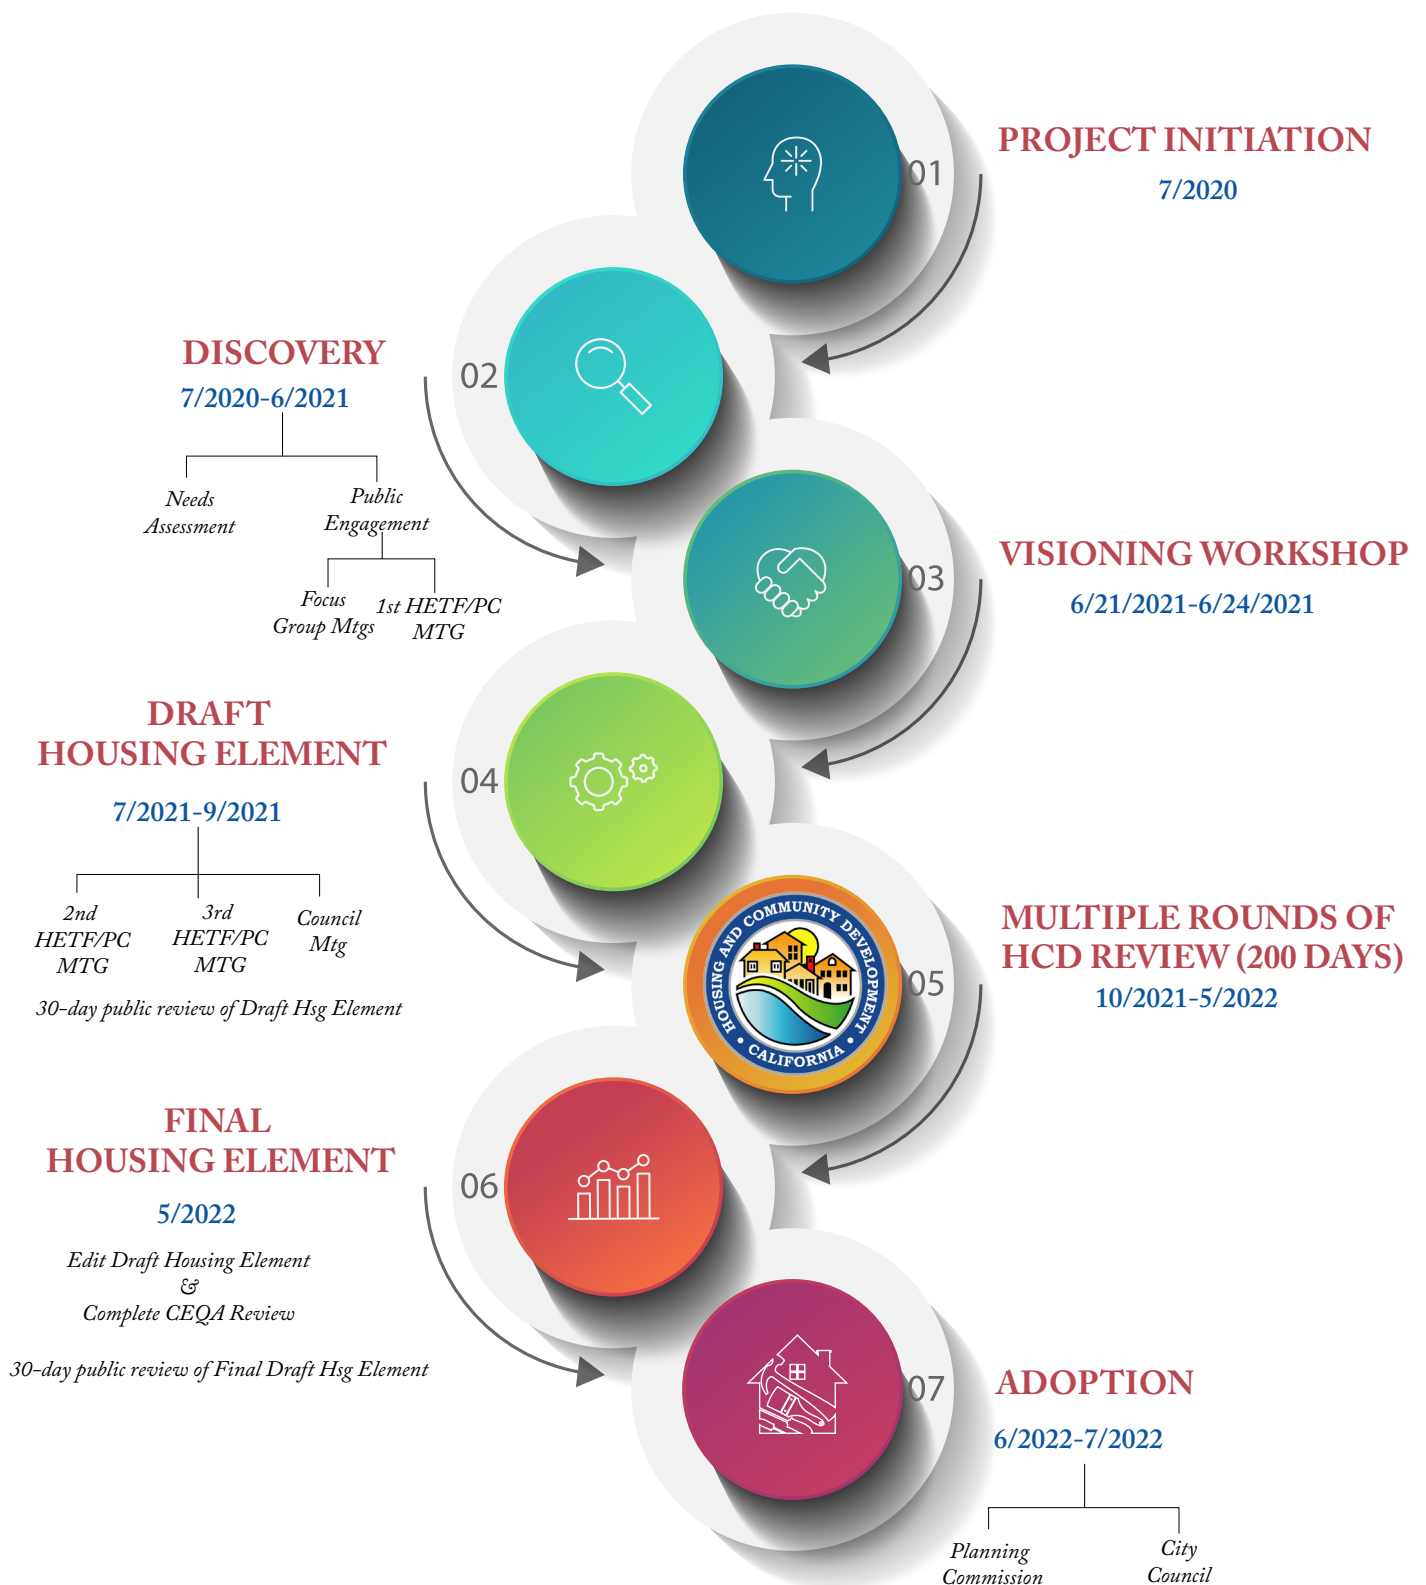 01
PROJECT INITIATION
7/2020
DISCOVERY
7/2020-6/2021
02
Needs
Assessment
Public
Engagement
Focus
Group Mtgs
1st HETF/PC
MTG
03
VISIONING WORKSHOP
6/21/2021-6/24/2021
DRAFT
HOUSING ELEMENT
7/2021-9/2021
04
2nd
HETF/PC
MTG
3rd
HETF/PC
MTG
Council
Mtg
30-day public review of Draft Hsg Element
HOUSING AND COMMUNITY DEVELOPMENT
• CALIFORNIA •
05
MULTIPLE ROUNDS OF
HCD REVIEW (200 DAYS)
10/2021-5/2022
FINAL
HOUSING ELEMENT
5/2022
06
Edit Draft Housing Element
&
Complete CEQA Review
30-day public review of Final Draft Hsg Element
07
ADOPTION
6/2022-7/2022
Planning
Commission
City
Council